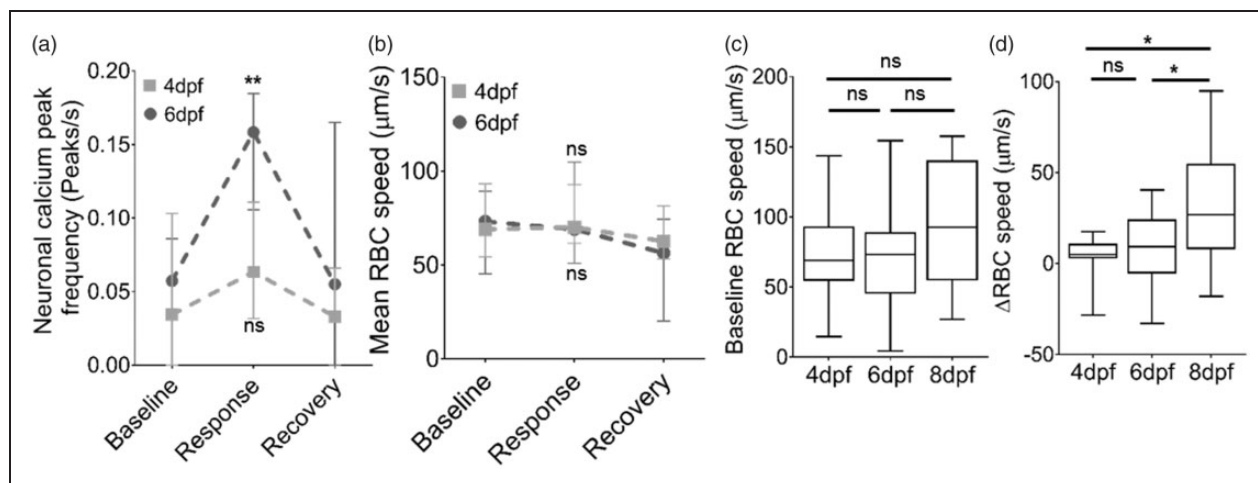 (a)
4dpf
6dpf
Neuronal calcium peak
frequency (Peaks/s)
0.20
0.15
0.10
0.05
0.00
**
ns
Baseline
Response
Recovery
(b)
4dpf
6dpf
Mean RBC speed (μm/s)
150
100
50
0
ns
ns
Baseline
Response
Recovery
(c)
Baseline RBC speed (μm/s)
200
150
100
50
0
ns
ns
ns
4dpf 6dpf 8dpf
(d)
ΔRBC speed (μm/s)
100
50
0
-50
*
ns
*
4dpf 6dpf 8dpf